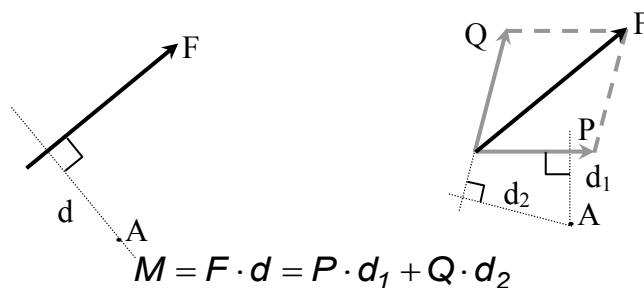 F
d
A
Q
F
P
d₁
d₂
A
M = F · d = P · d₁ + Q · d₂